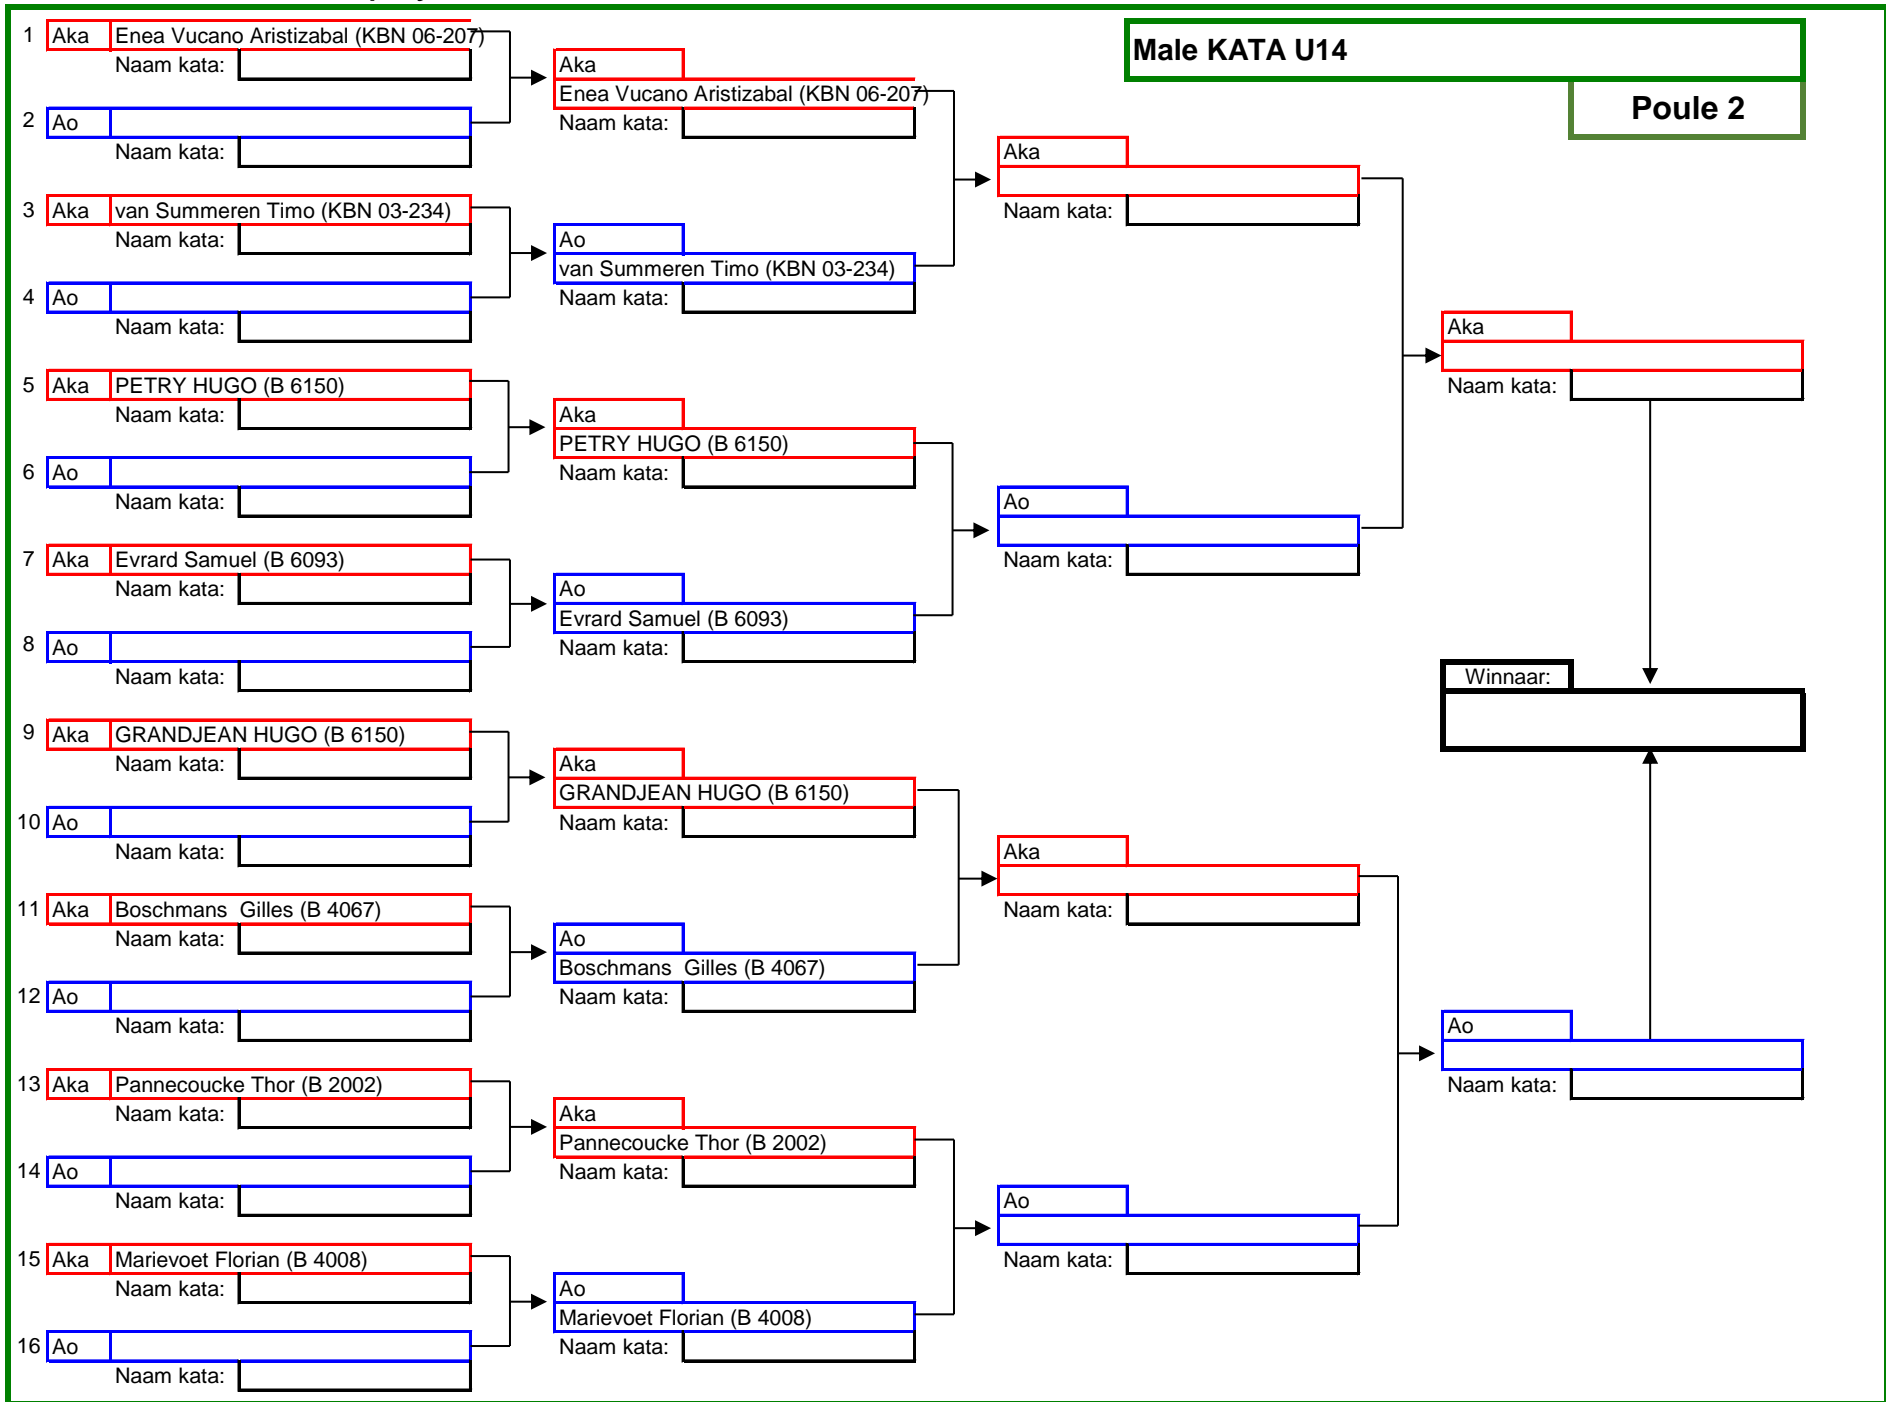 Male KATA U14
Poule 2
1 Aka Enea Vucano Aristizabal (KBN 06-207)
Naam kata:
2 Ao
Naam kata:
3 Aka van Summeren Timo (KBN 03-234)
Naam kata:
4 Ao
Naam kata:
5 Aka PETRY HUGO (B 6150)
Naam kata:
6 Ao
Naam kata:
7 Aka Evrard Samuel (B 6093)
Naam kata:
8 Ao
Naam kata:
9 Aka GRANDJEAN HUGO (B 6150)
Naam kata:
10 Ao
Naam kata:
11 Aka Boschmans  Gilles (B 4067)
Naam kata:
12 Ao
Naam kata:
13 Aka Pannecoucke Thor (B 2002)
Naam kata:
14 Ao
Naam kata:
15 Aka Marievoet Florian (B 4008)
Naam kata:
16 Ao
Naam kata:
Aka
Enea Vucano Aristizabal (KBN 06-207)
Naam kata:
Ao
van Summeren Timo (KBN 03-234)
Naam kata:
Aka
PETRY HUGO (B 6150)
Naam kata:
Ao
Evrard Samuel (B 6093)
Naam kata:
Aka
GRANDJEAN HUGO (B 6150)
Naam kata:
Ao
Boschmans  Gilles (B 4067)
Naam kata:
Aka
Pannecoucke Thor (B 2002)
Naam kata:
Ao
Marievoet Florian (B 4008)
Naam kata:
Aka
Naam kata:
Ao
Naam kata:
Aka
Naam kata:
Ao
Naam kata:
Aka
Naam kata:
Winnaar:
Ao
Naam kata: